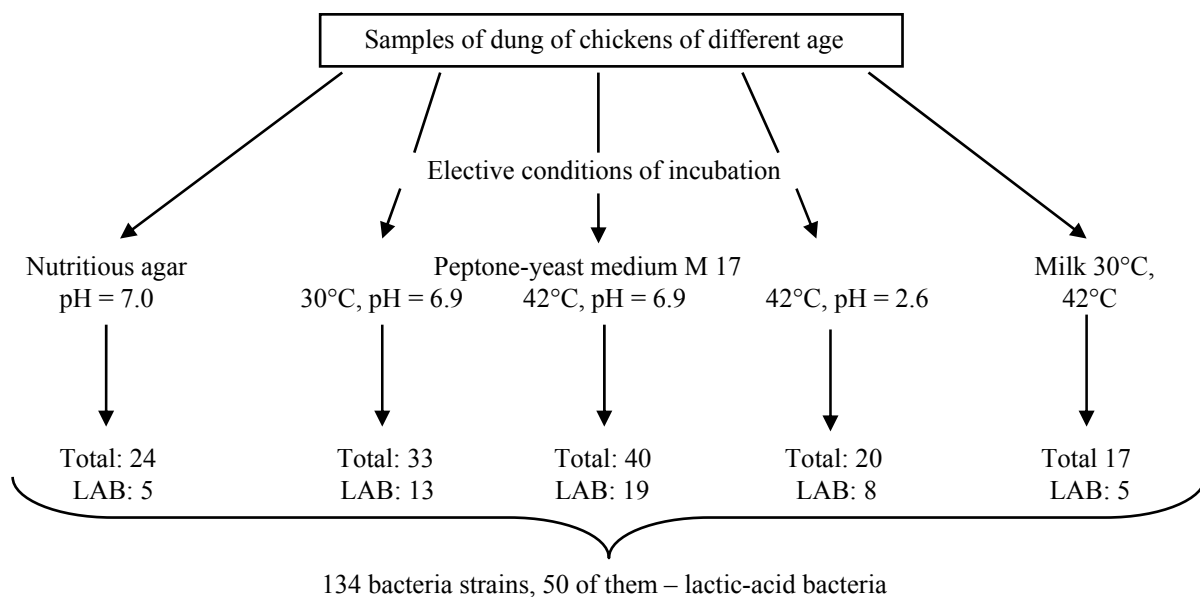 Samples of dung of chickens of different age
Elective conditions of incubation
Nutritious agar
pH = 7.0
Peptone-yeast medium M 17
30°C, pH = 6.9
42°C, pH = 6.9
42°C, pH = 2.6
Milk 30°C,
42°C
Total: 24
LAB: 5
Total: 33
LAB: 13
Total: 40
LAB: 19
Total: 20
LAB: 8
Total 17
LAB: 5
134 bacteria strains, 50 of them – lactic-acid bacteria